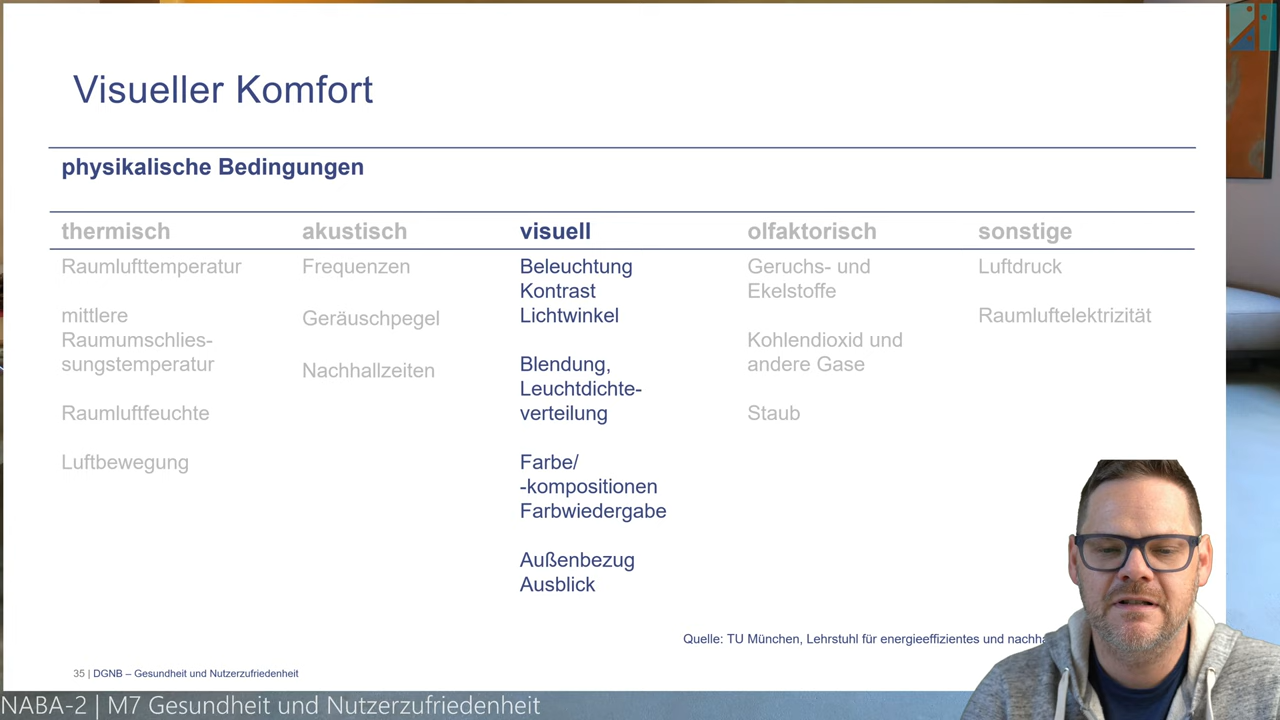 Visueller Komfort
physikalische Bedingungen
thermisch
Raumlufttemperatur
mittlere
Raumumschlies-
sungstemperatur
Raumluftfeuchte
Luftbewegung
akustisch
Frequenzen
Geräuschpegel
Nachhallzeiten
visuell
Beleuchtung
Kontrast
Lichtwinkel
Blendung,
Leuchtdichte-
verteilung
Farbe/
-kompositionen
Farbwiedergabe
Außenbezug
Ausblick
olfaktorisch
Geruchs- und
Ekelstoffe
Kohlendioxid und
andere Gase
Staub
sonstige
Luftdruck
Raumluftelektrizität
Quelle: TU München, Lehrstuhl für energieeffizientes und
35 | DGNB – Gesundheit und Nutzerzufriedenheit
NABA-2 | M7 Gesundheit und Nutzerzufriedenheit